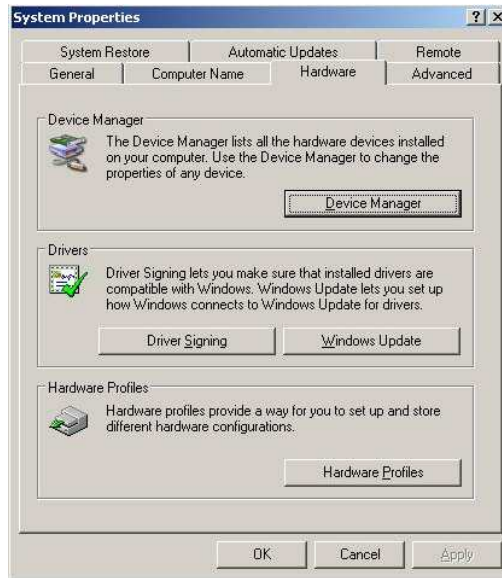 System Properties
System Restore Automatic Updates Remote
General Computer Name Hardware Advanced
Device Manager
The Device Manager lists all the hardware devices installed
on your computer. Use the Device Manager to change the
properties of any device.
Device Manager
Drivers
Driver Signing lets you make sure that installed drivers are
compatible with Windows. Windows Update lets you set up
how Windows connects to Windows Update for drivers.
Driver Signing Windows Update
Hardware Profiles
Hardware profiles provide a way for you to set up and store
different hardware configurations.
Hardware Profiles
OK Cancel Apply